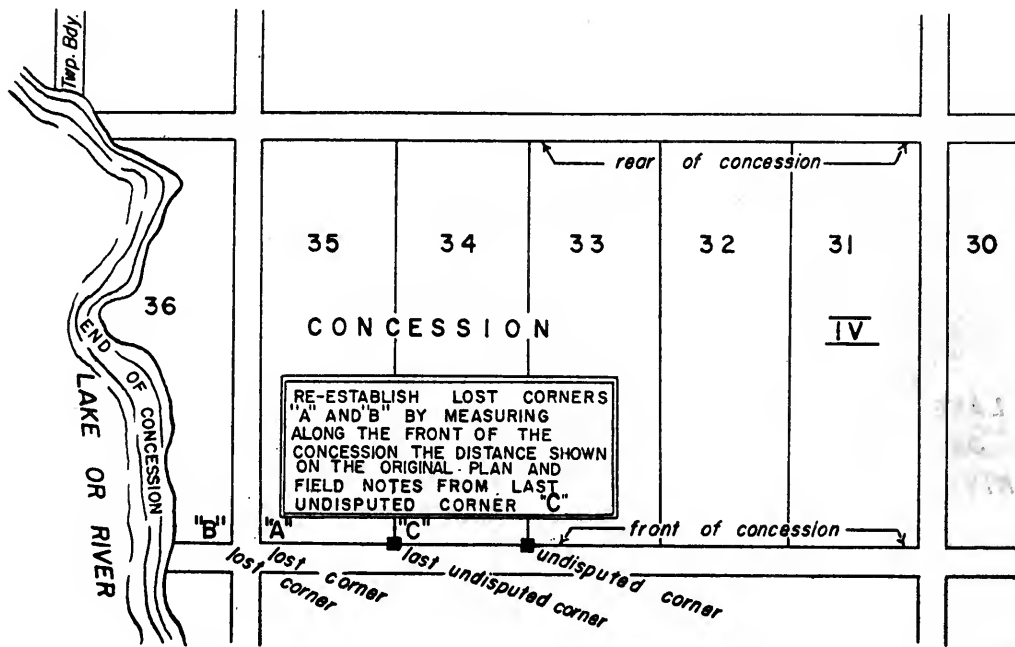 Twp. Bdy.
rear of concession
35 34 33 32 31 30
36
CONCESSION
IV
END OF CONCESSION
LAKE OR RIVER
RE-ESTABLISH LOST CORNERS
"A" AND "B" BY MEASURING
ALONG THE FRONT OF THE
CONCESSION THE DISTANCE SHOWN
ON THE ORIGINAL PLAN AND
FIELD NOTES FROM LAST
UNDISPUTED CORNER "C"
"B" "A" "C"
front of concession
lost corner
lost corner
last undisputed corner
undisputed corner